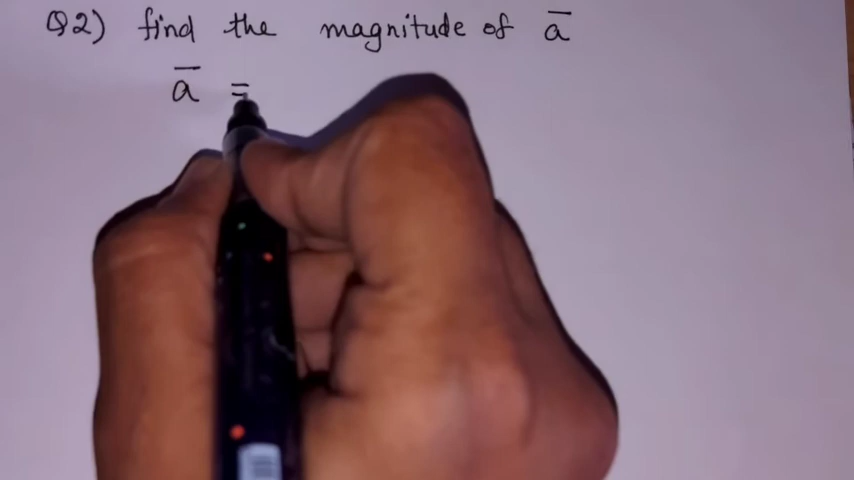 Q2) find the magnitude of a̅
a̅ =